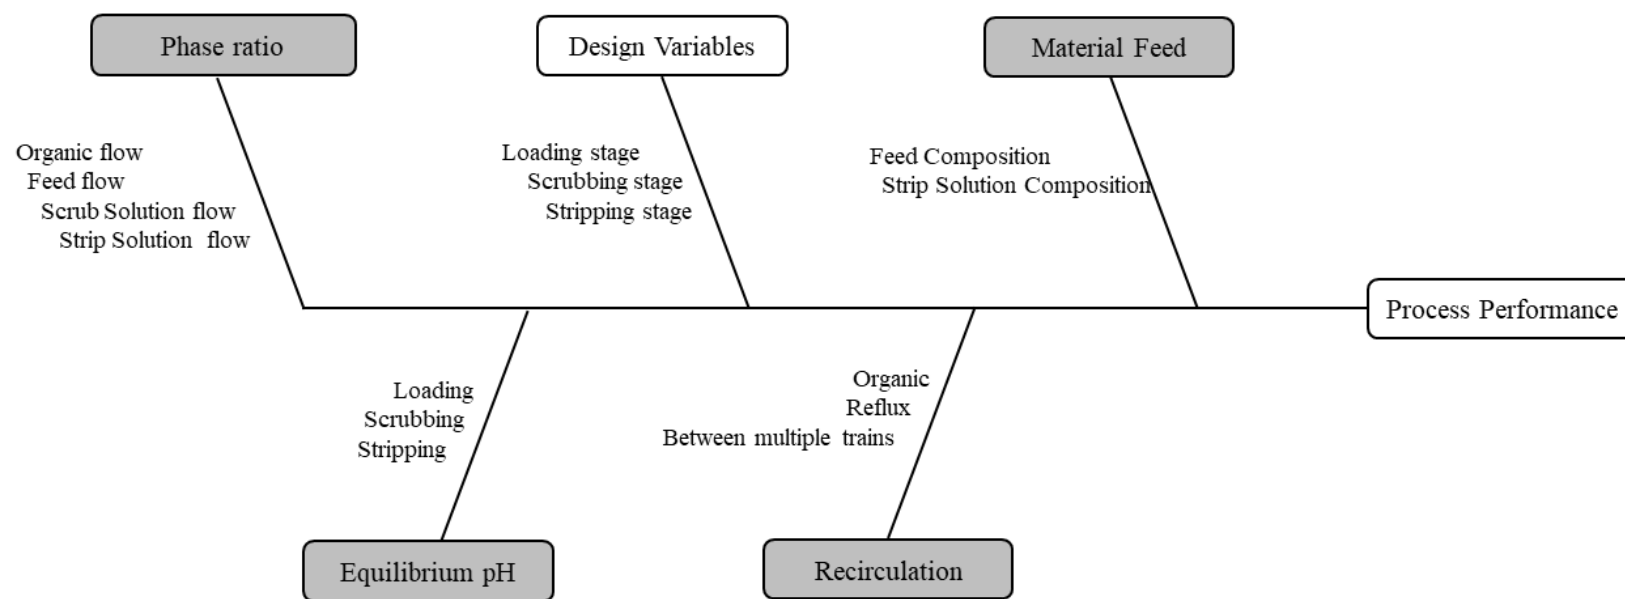 Phase ratio
Design Variables
Material Feed
Organic flow
Feed flow
Scrub Solution flow
Strip Solution flow
Loading stage
Scrubbing stage
Stripping stage
Feed Composition
Strip Solution Composition
Process Performance
Loading
Scrubbing
Stripping
Organic
Reflux
Between multiple trains
Equilibrium pH
Recirculation